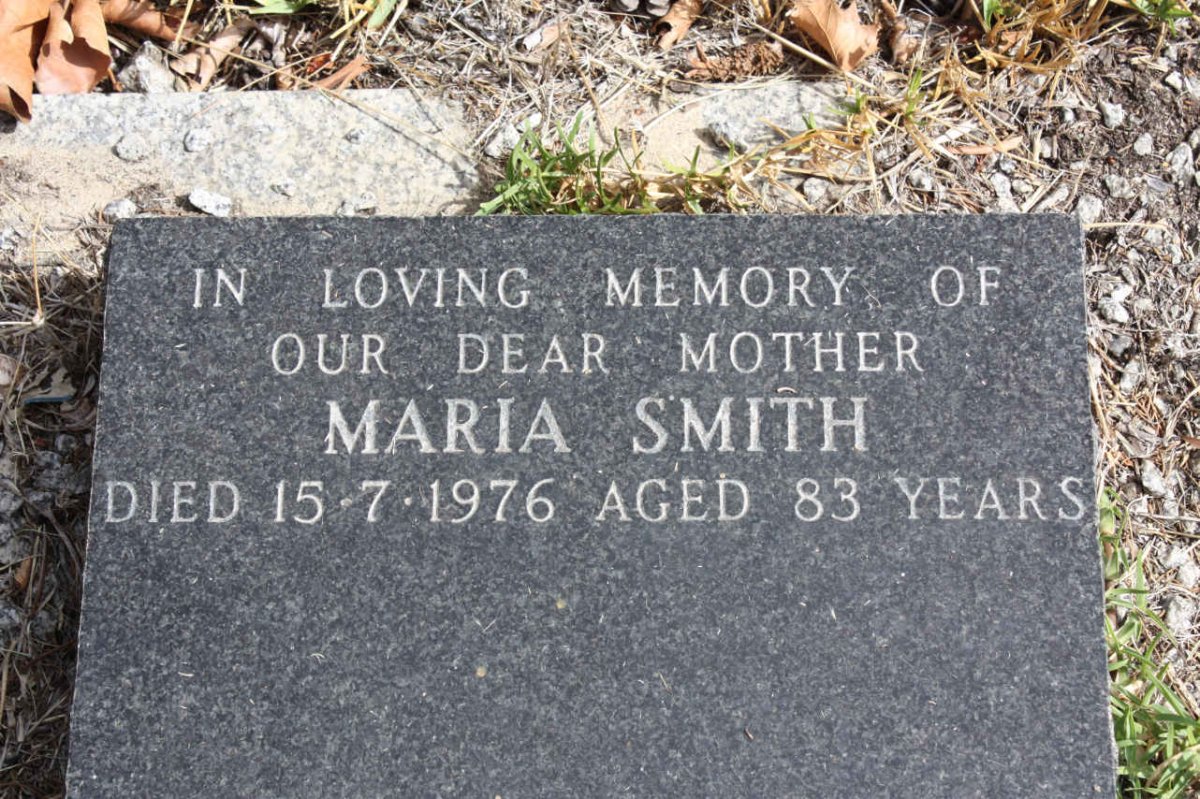 IN LOVING MEMORY OF
OUR DEAR MOTHER
MARIA SMITH
DIED 15·7·1976 AGED 83 YEARS